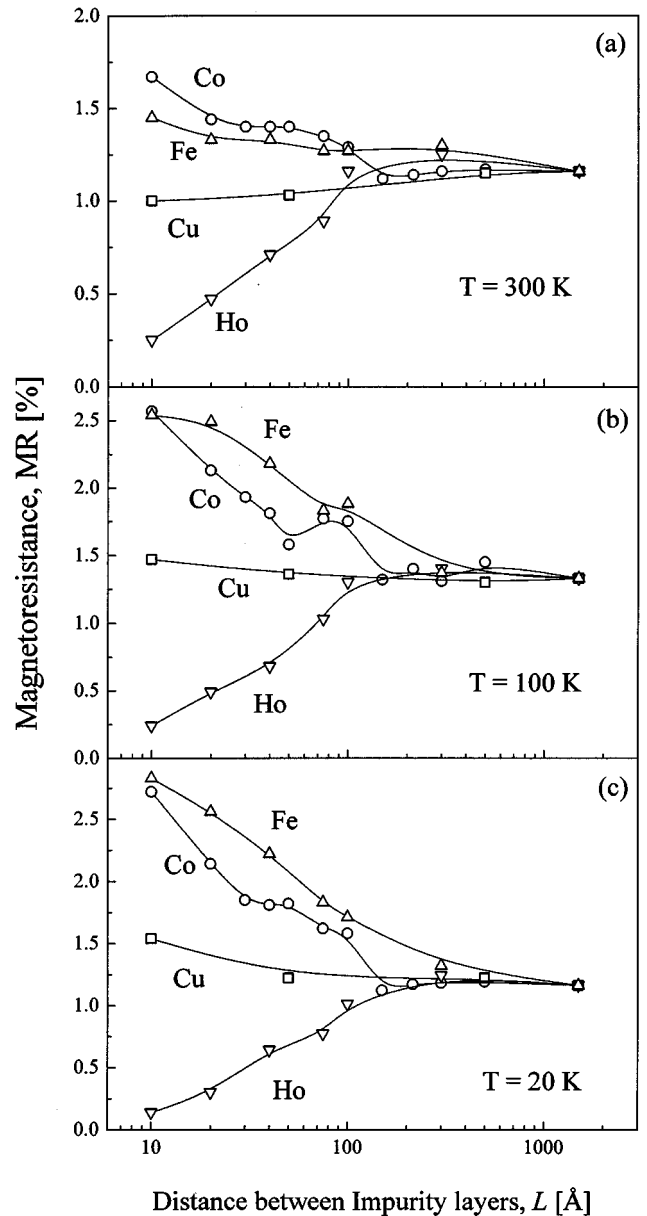 2.0
(a)
Co
1.5
Fe
1.0
Cu
0.5
T = 300 K
Ho
0.0
(b)
2.5
Fe
2.0
Co
1.5
Cu
1.0
0.5
T = 100 K
Ho
0.0
(c)
2.5
Fe
2.0
Co
1.5
Cu
1.0
0.5
Ho
T = 20 K
0.0
10
100
1000
Magnetoresistance, MR [%]
Distance between Impurity layers, L [Å]